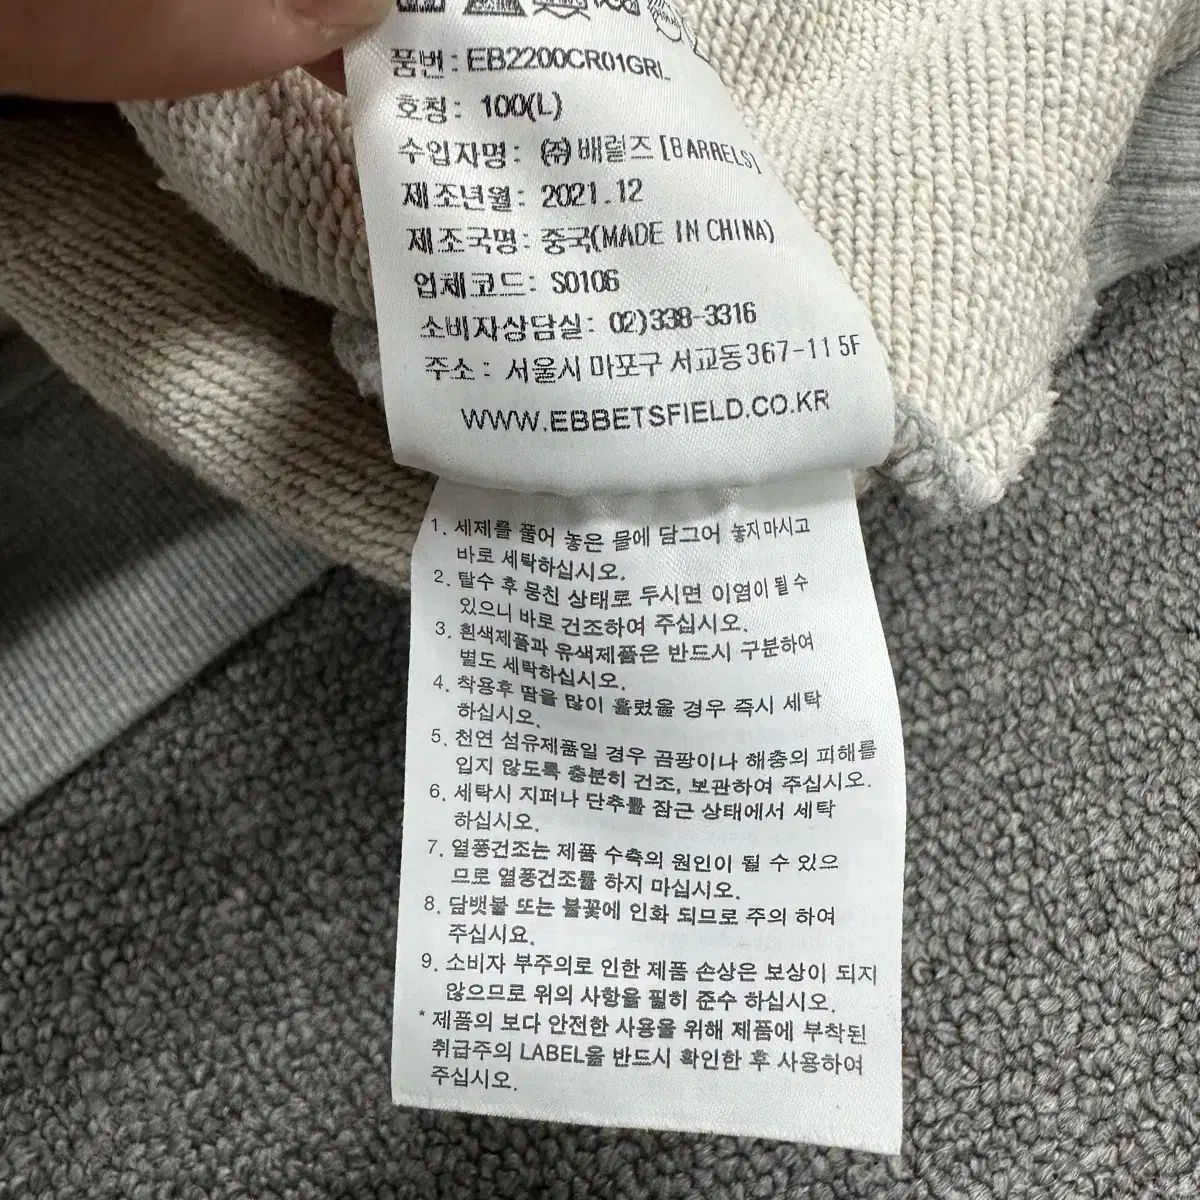 품번: EB2200CR01GRL
호칭: 100(L)
수입자명: (주)배럴즈 [BARRELS]
제조년월: 2021.12
제조국명: 중국(MADE IN CHINA)
업체코드: S0106
소비자상담실: 02)338-3316
주소: 서울시 마포구 서교동367-11 5F
WWW.EBBETSFIELD.CO.KR
1. 세제를 풀어 놓은 물에 담그어 놓지마시고
바로 세탁하십시오.
2. 탈수 후 뭉친 상태로 두시면 이염이 될 수
있으니 바로 건조하여 주십시오.
3. 흰색제품과 유색제품은 반드시 구분하여
별도 세탁하십시오.
4. 착용후 땀을 많이 흘렸을 경우 즉시 세탁
하십시오.
5. 천연 섬유제품일 경우 곰팡이나 해충의 피해를
입지 않도록 충분히 건조, 보관하여 주십시오.
6. 세탁시 지퍼나 단추를 잠근 상태에서 세탁
하십시오.
7. 열풍건조는 제품 수축의 원인이 될 수 있으
므로 열풍건조를 하지 마십시오.
8. 담뱃불 또는 불꽃에 인화 되므로 주의 하여
주십시요.
9. 소비자 부주의로 인한 제품 손상은 보상이 되지
않으므로 위의 사항을 필히 준수 하십시오.
* 제품의 보다 안전한 사용을 위해 제품에 부착된
취급주의 LABEL을 반드시 확인한 후 사용하여
주십시오.